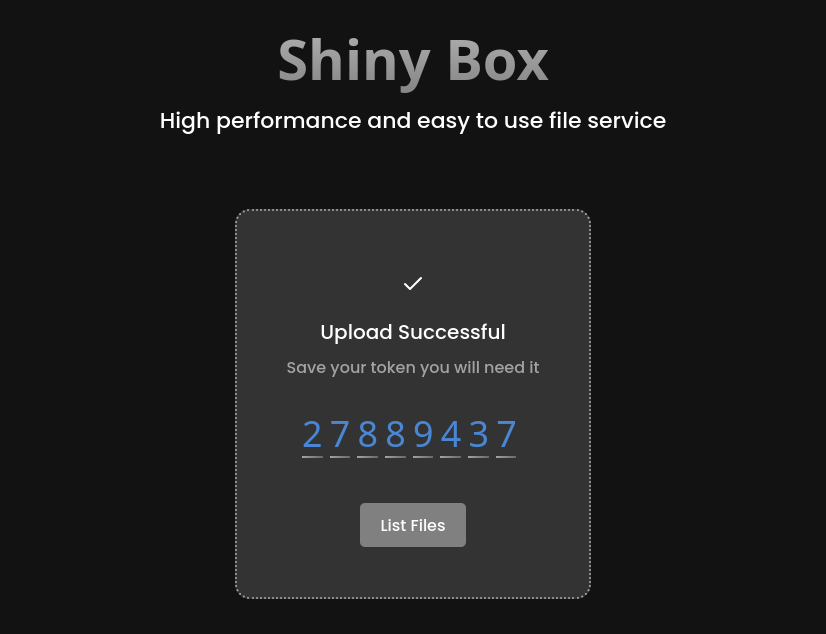 Shiny Box
High performance and easy to use file service
Upload Successful
Save your token you will need it
27889437
List Files